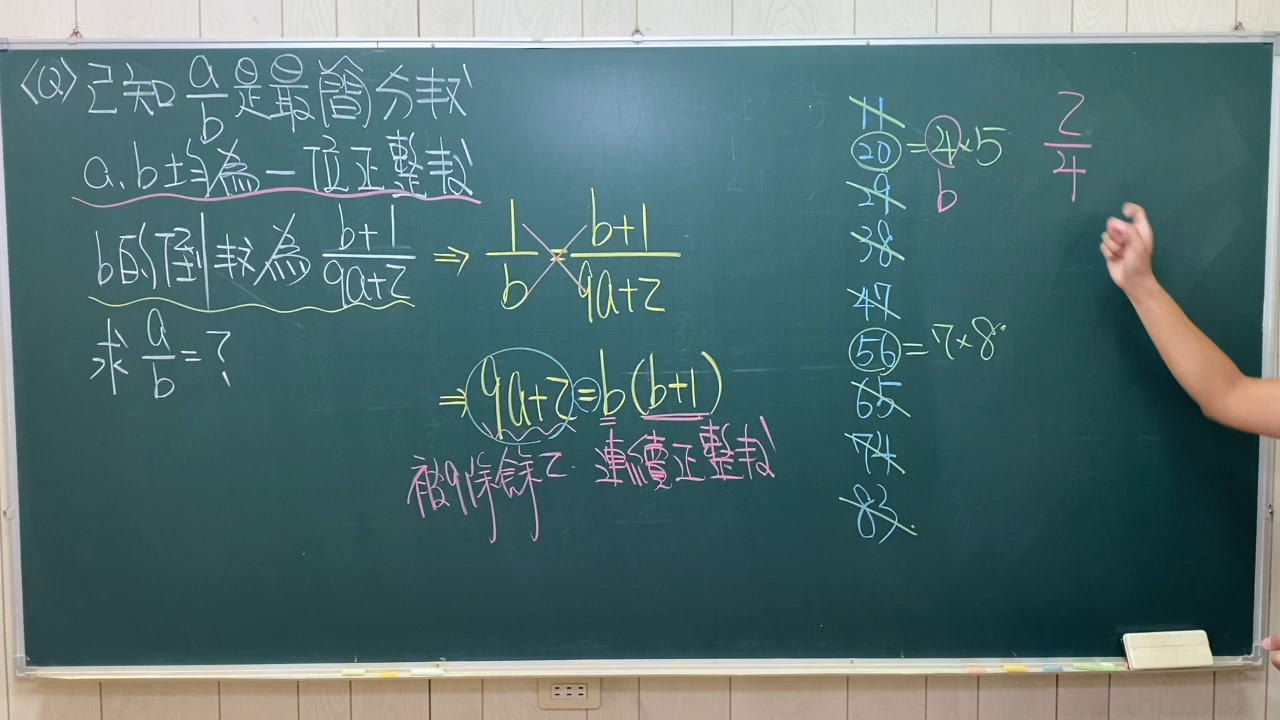 〈Q〉已知 a/b 是最簡分數
a、b均為一位正整數
b的倒數為 b+1/9a+2 ⇒ 1/b = b+1/9a+2
求 a/b = ?
⇒ 9a+2 = b(b+1)
被9除餘2 連續正整數
11
20 = 4×5
b
29
38
47
56 = 7×8
65
74
83
2/4